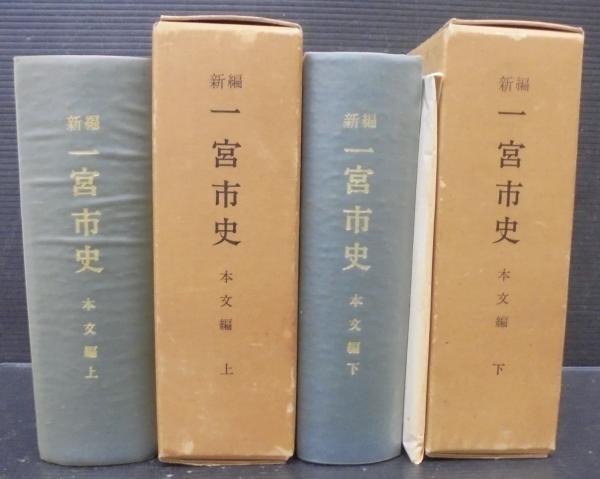 新編
一宮市史
本文編上
新編
一宮市史
本文編
上
新編
一宮市史
本文編下
新編
一宮市史
本文編
下